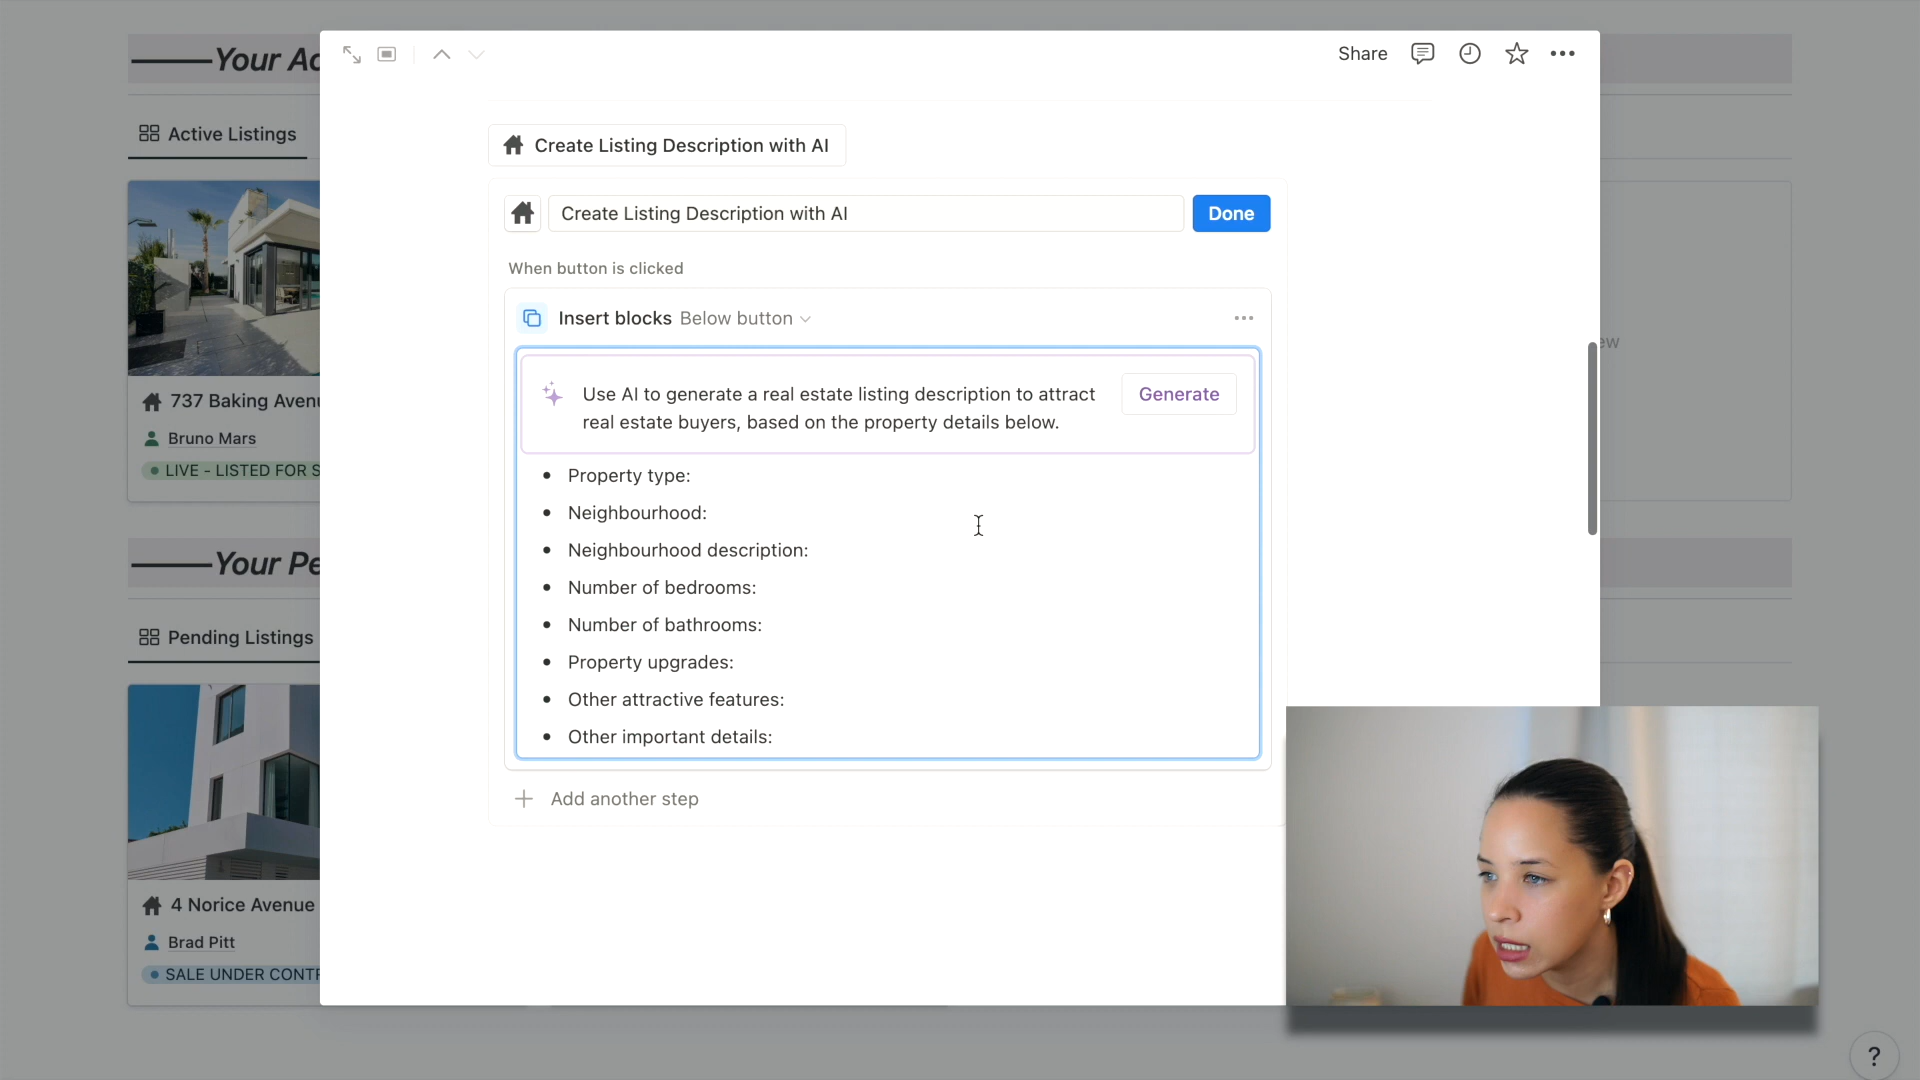 Your Ac
Share
Active Listings
Create Listing Description with AI
Create Listing Description with AI
Done
When button is clicked
Insert blocks Below button
Use AI to generate a real estate listing description to attract
real estate buyers, based on the property details below.
Generate
ew
737 Baking Avenu
Bruno Mars
LIVE - LISTED FOR S
Property type:
Neighbourhood:
Neighbourhood description:
Number of bedrooms:
Number of bathrooms:
Property upgrades:
Other attractive features:
Other important details:
Add another step
Your Pe
Pending Listings
4 Norice Avenue
Brad Pitt
SALE UNDER CONTR
?